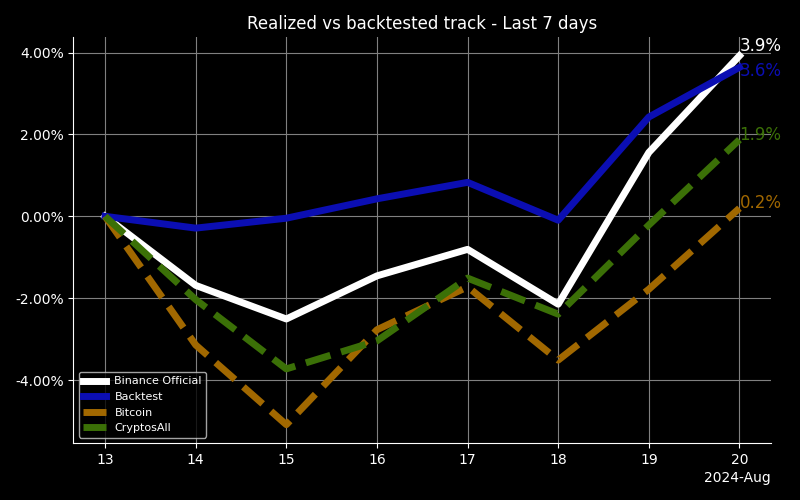 Realized vs backtested track - Last 7 days
4.00%
2.00%
0.00%
-2.00%
-4.00%
3.9%
3.6%
1.9%
0.2%
Binance Official
Backtest
Bitcoin
CryptosAll
13 14 15 16 17 18 19 20
2024-Aug